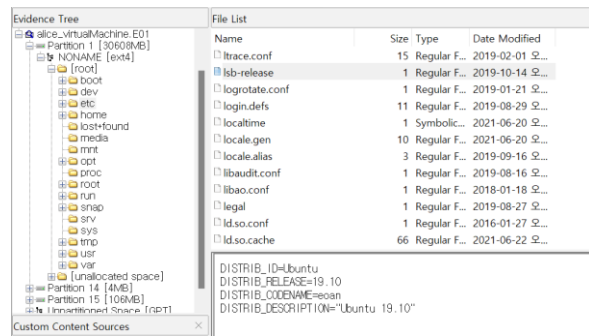 Evidence Tree
alice_virtualMachine.E01
Partition 1 [30608MB]
NONAME [ext4]
[root]
boot
dev
etc
home
lost+found
media
mnt
opt
proc
root
run
snap
srv
sys
tmp
usr
var
[unallocated space]
Partition 14 [4MB]
Partition 15 [106MB]
Unpartitioned Space [GPT]
Custom Content Sources
File List
Name Size Type Date Modified
ltrace.conf 15 Regular F... 2019-02-01 오...
lsb-release 1 Regular F... 2019-10-14 오...
logrotate.conf 1 Regular F... 2019-01-21 오...
login.defs 11 Regular F... 2019-08-29 오...
localtime 1 Symbolic... 2021-06-20 오...
locale.gen 10 Regular F... 2021-06-20 오...
locale.alias 3 Regular F... 2019-09-16 오...
libaudit.conf 1 Regular F... 2019-08-16 오...
libao.conf 1 Regular F... 2018-01-18 오...
legal 1 Regular F... 2019-08-27 오...
ld.so.conf 1 Regular F... 2016-01-27 오...
ld.so.cache 66 Regular F... 2021-06-22 오...
DISTRIB_ID=Ubuntu
DISTRIB_RELEASE=19.10
DISTRIB_CODENAME=eoan
DISTRIB_DESCRIPTION="Ubuntu 19.10"